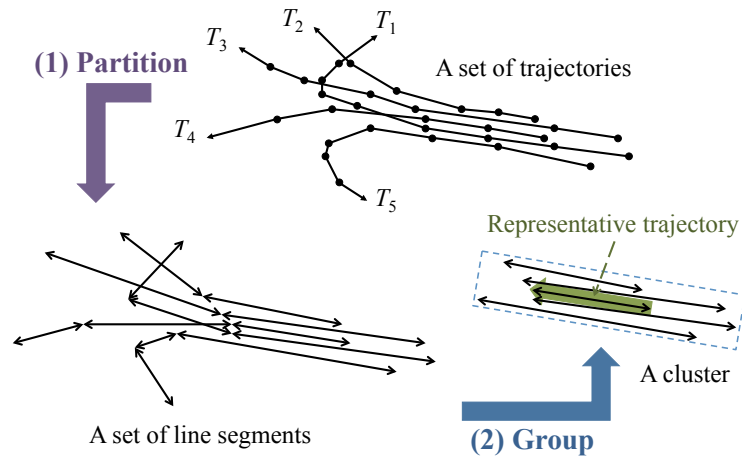 T1
T2
T3
(1) Partition
A set of trajectories
T4
T5
Representative trajectory
A cluster
A set of line segments
(2) Group